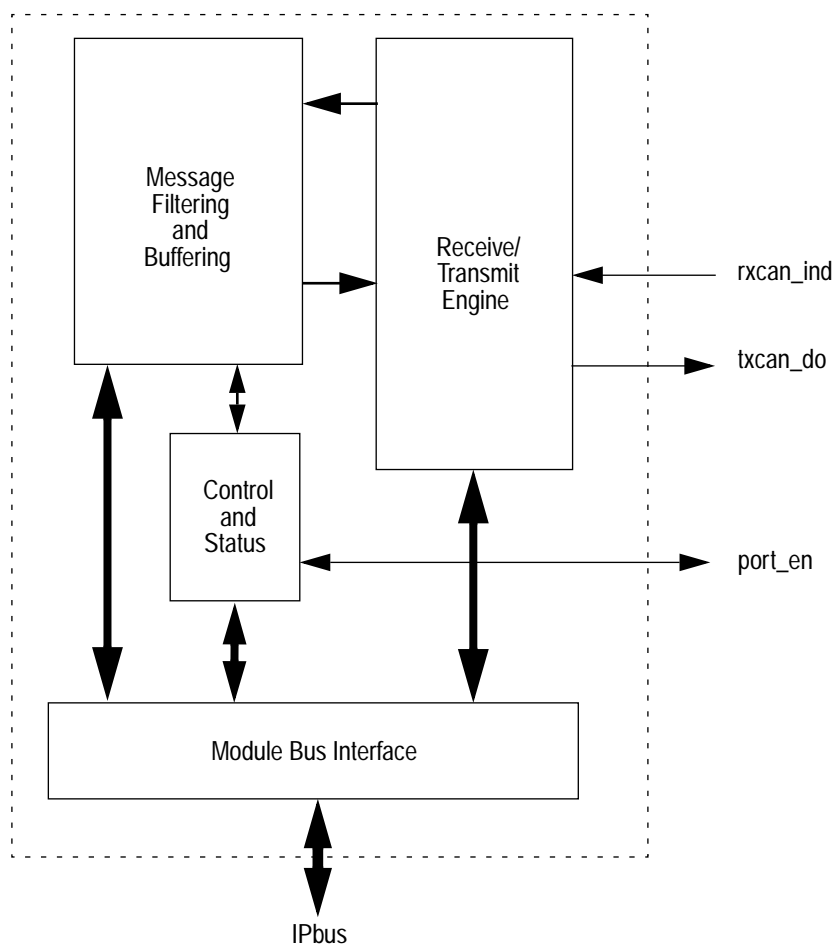 Message
Filtering
and
Buffering
Receive/
Transmit
Engine
rxcan_ind
txcan_do
Control
and
Status
port_en
Module Bus Interface
IPbus